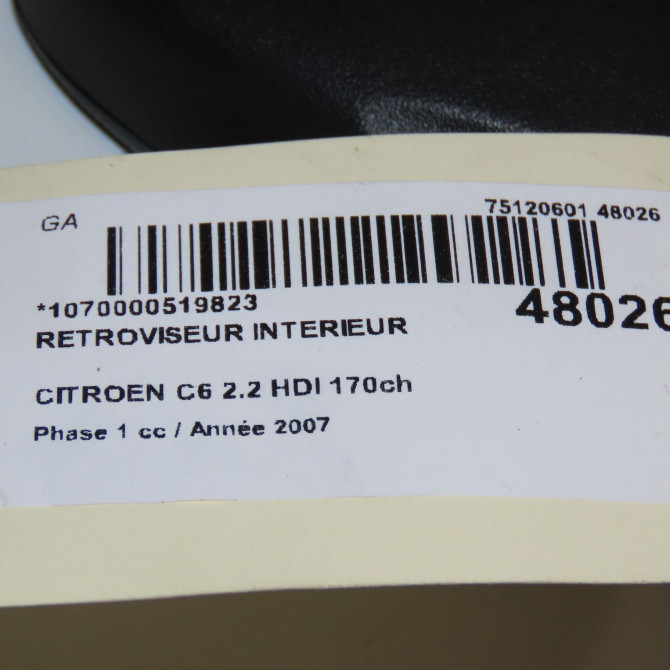 GA
75120601 48026
*1070000519823
48026
RETROVISEUR INTERIEUR
CITROEN C6 2.2 HDI 170ch
Phase 1 cc / Année 2007